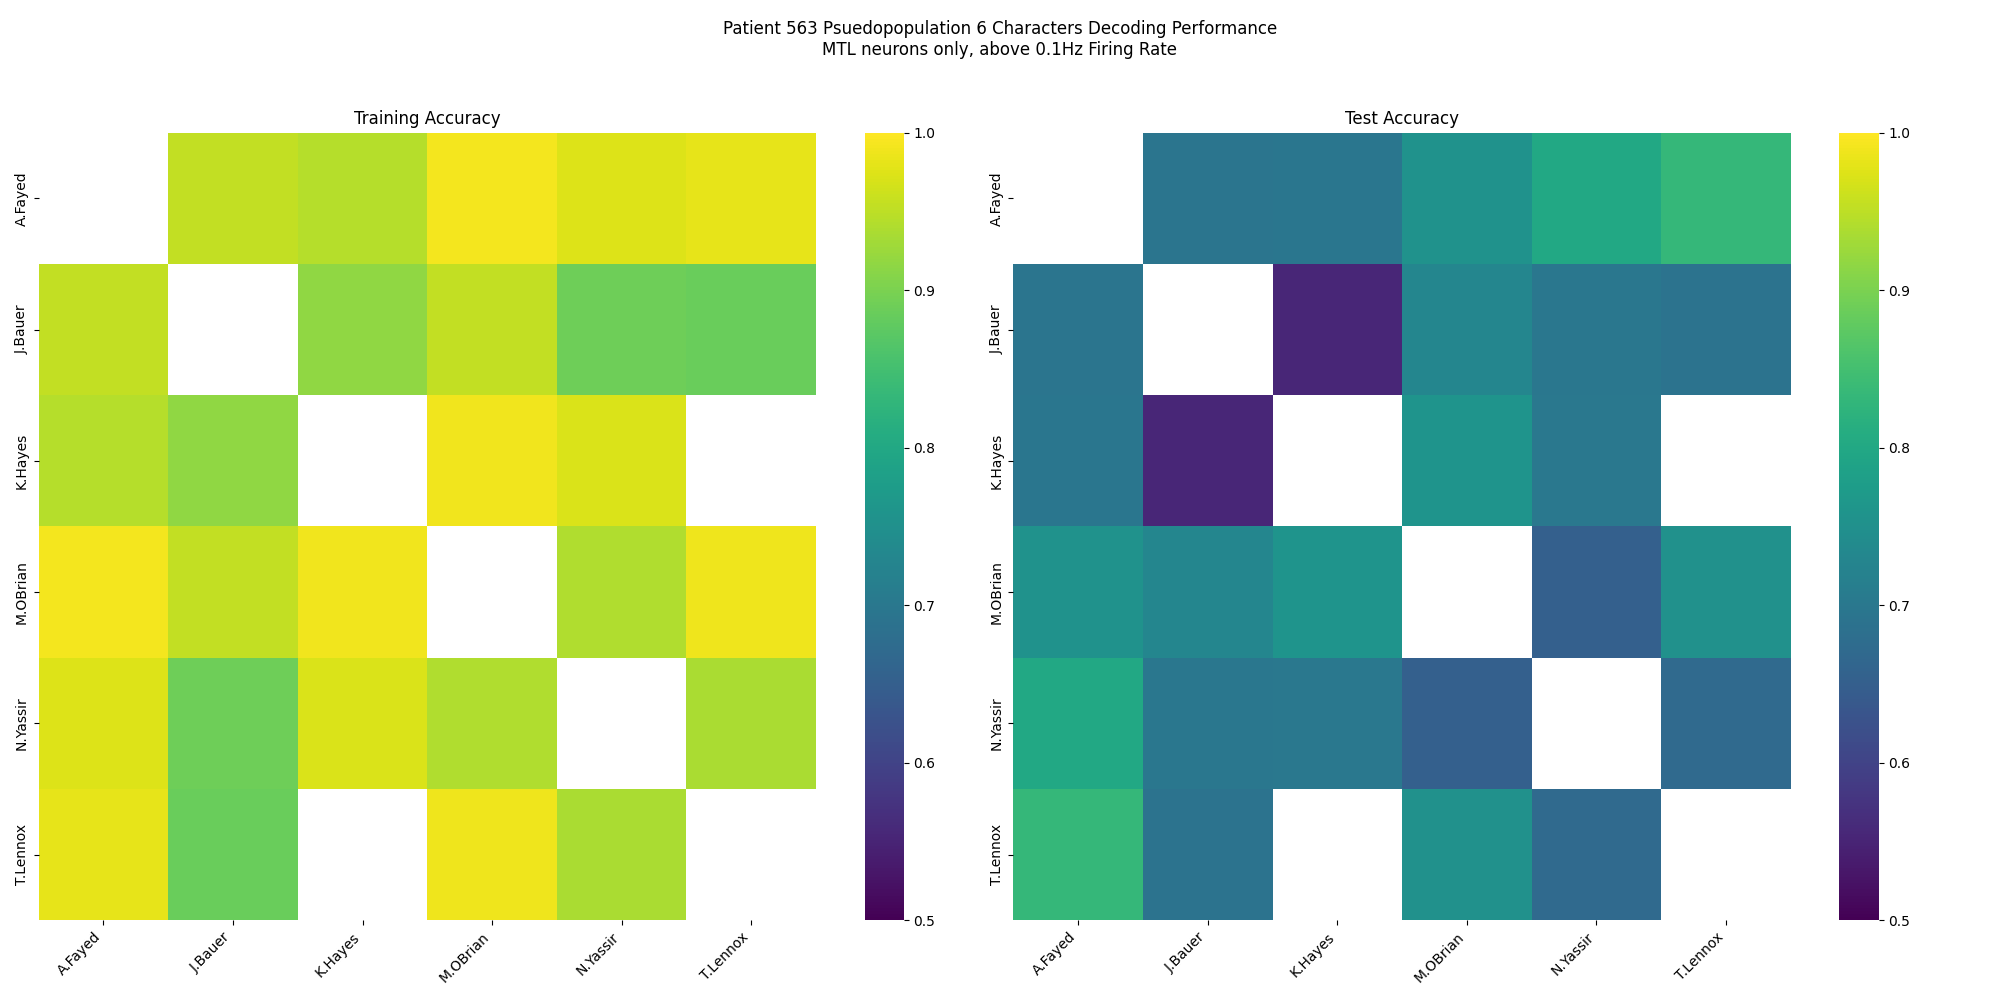 Patient 563 Psuedopopulation 6 Characters Decoding Performance
MTL neurons only, above 0.1Hz Firing Rate
Training Accuracy
A.Fayed
J.Bauer
K.Hayes
M.OBrian
N.Yassir
T.Lennox
A.Fayed
J.Bauer
K.Hayes
M.OBrian
N.Yassir
T.Lennox
1.0
0.9
0.8
0.7
0.6
0.5
Test Accuracy
A.Fayed
J.Bauer
K.Hayes
M.OBrian
N.Yassir
T.Lennox
A.Fayed
J.Bauer
K.Hayes
M.OBrian
N.Yassir
T.Lennox
1.0
0.9
0.8
0.7
0.6
0.5